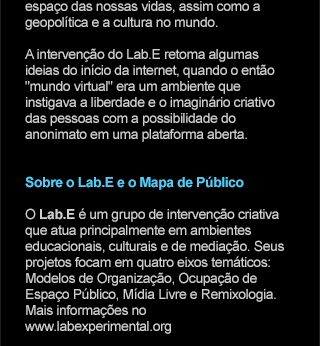 espaço das nossas vidas, assim como a
geopolítica e a cultura no mundo.
A intervenção do Lab.E retoma algumas
ideias do início da internet, quando o então
"mundo virtual" era um ambiente que
instigava a liberdade e o imaginário criativo
das pessoas com a possibilidade do
anonimato em uma plataforma aberta.
Sobre o Lab.E e o Mapa de Público
O Lab.E é um grupo de intervenção criativa
que atua principalmente em ambientes
educacionais, culturais e de mediação. Seus
projetos focam em quatro eixos temáticos:
Modelos de Organização, Ocupação de
Espaço Público, Mídia Livre e Remixologia.
Mais informações no
www.labexperimental.org